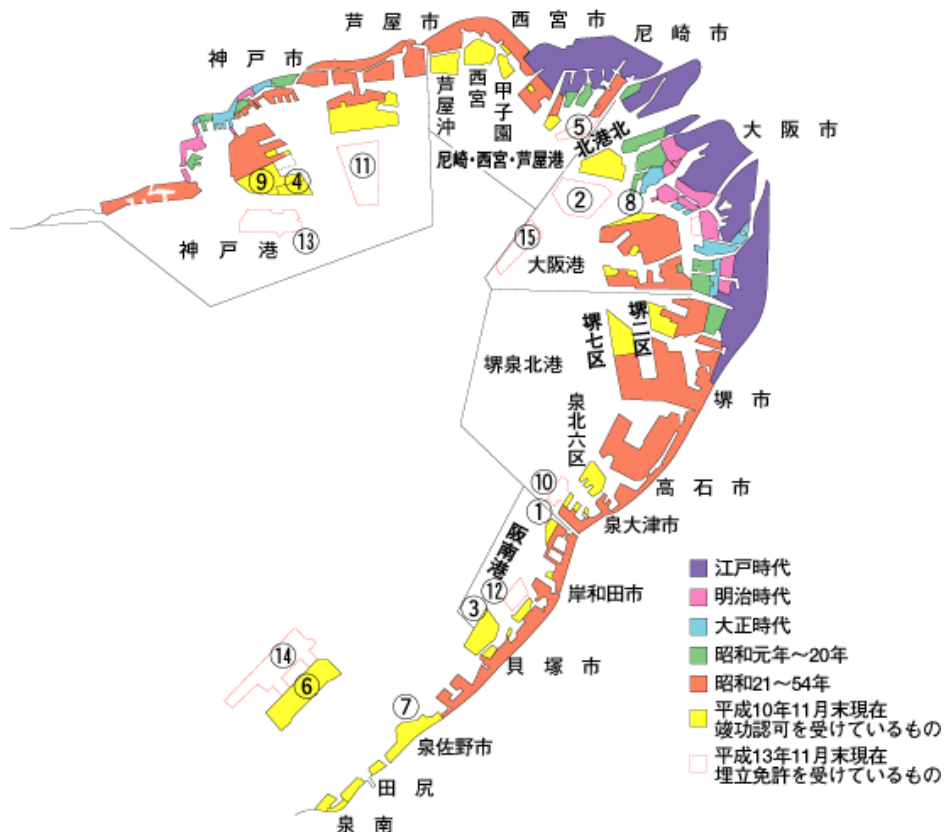 芦屋市
西宮市
尼崎市
神戸市
芦屋沖
西宮
甲子園
⑤
北港北
大阪市
尼崎・西宮・芦屋港
⑪
⑨
④
②
⑧
⑬
神戸港
⑮
大阪港
堺七区
堺二区
堺泉北港
堺市
泉北六区
高石市
⑩
①
泉大津市
阪南港
⑫
岸和田市
③
貝塚市
⑭
⑥
⑦
泉佐野市
田尻
泉南
江戸時代
明治時代
大正時代
昭和元年～20年
昭和21～54年
平成10年11月末現在
竣功認可を受けているもの
平成13年11月末現在
埋立免許を受けているもの